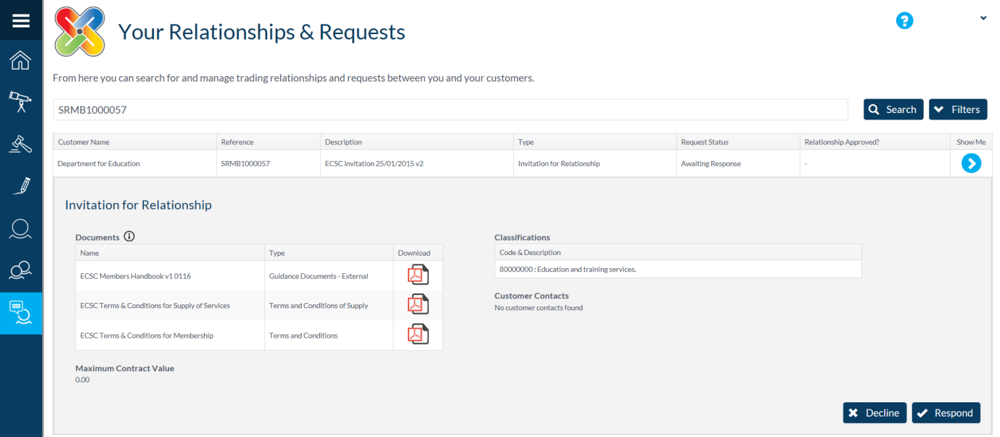 Your Relationships & Requests
?
From here you can search for and manage trading relationships and requests between you and your customers.
SRMB1000057
Search
Filters
Customer Name Reference Description Type Request Status Relationship Approved? Show Me
Department for Education SRMB1000057 ECSC invitation 25/01/2015 v2 Invitation for Relationship Awaiting Response -
Invitation for Relationship
Documents
Name Type Download
ECSC Members Handbook v1 0116 Guidance Documents - External
ECSC Terms & Conditions for Supply of Services Terms and Conditions of Supply
ECSC Terms & Conditions for Membership Terms and Conditions
Maximum Contract Value
0.00
Classifications
Code & Description
80000000 : Education and training services.
Customer Contacts
No customer contacts found
Decline
Respond